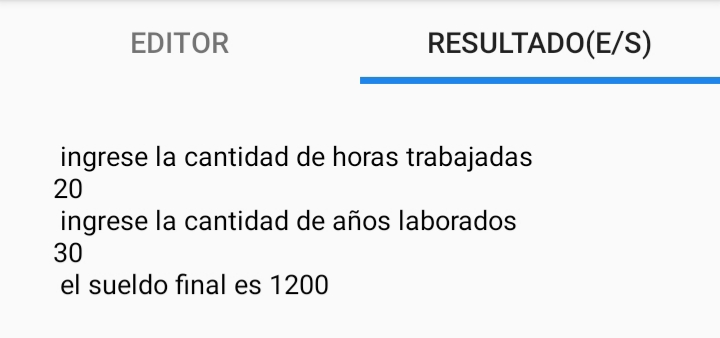 EDITOR RESULTADO(E/S)
ingrese la cantidad de horas trabajadas
20
ingrese la cantidad de años laborados
30
el sueldo final es 1200